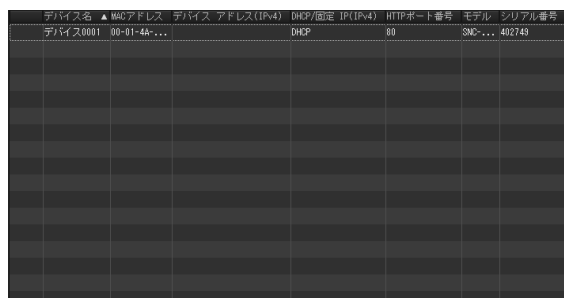 デバイス名 ▲ MACアドレス デバイス アドレス(IPv4) DHCP/固定 IP(IPv4) HTTPポート番号 モデル シリアル番号
デバイス0001 00-01-4A-... DHCP 80 SNC-... 402749